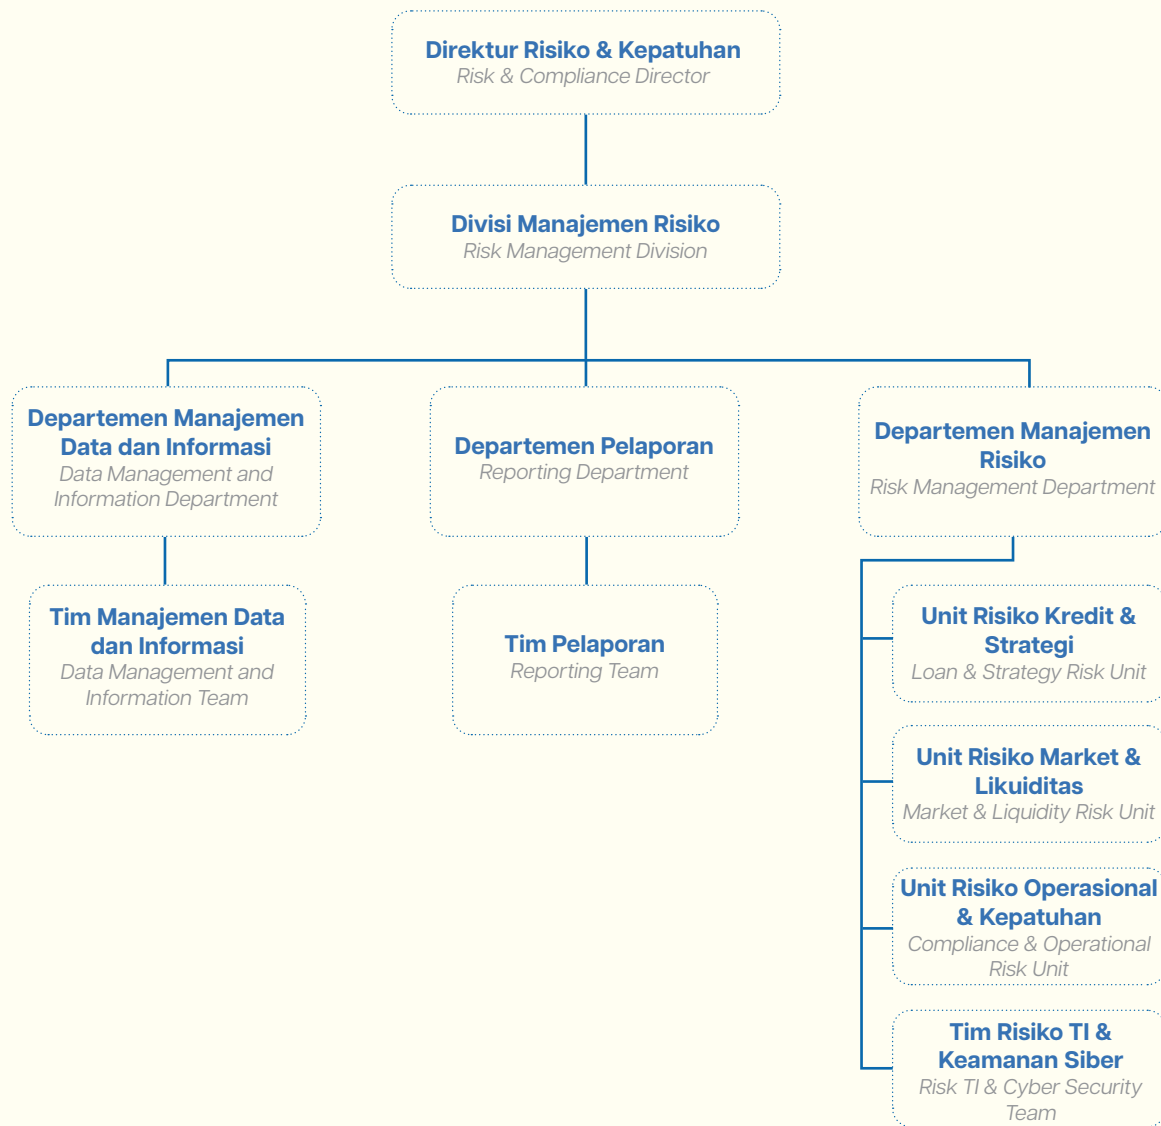 Direktur Risiko & Kepatuhan
Risk & Compliance Director
Divisi Manajemen Risiko
Risk Management Division
Departemen Manajemen
Data dan Informasi
Data Management and
Information Department
Departemen Pelaporan
Reporting Department
Departemen Manajemen
Risiko
Risk Management Department
Tim Manajemen Data
dan Informasi
Data Management and
Information Team
Tim Pelaporan
Reporting Team
Unit Risiko Kredit &
Strategi
Loan & Strategy Risk Unit
Unit Risiko Market &
Likuiditas
Market & Liquidity Risk Unit
Unit Risiko Operasional
& Kepatuhan
Compliance & Operational
Risk Unit
Tim Risiko TI &
Keamanan Siber
Risk TI & Cyber Security
Team